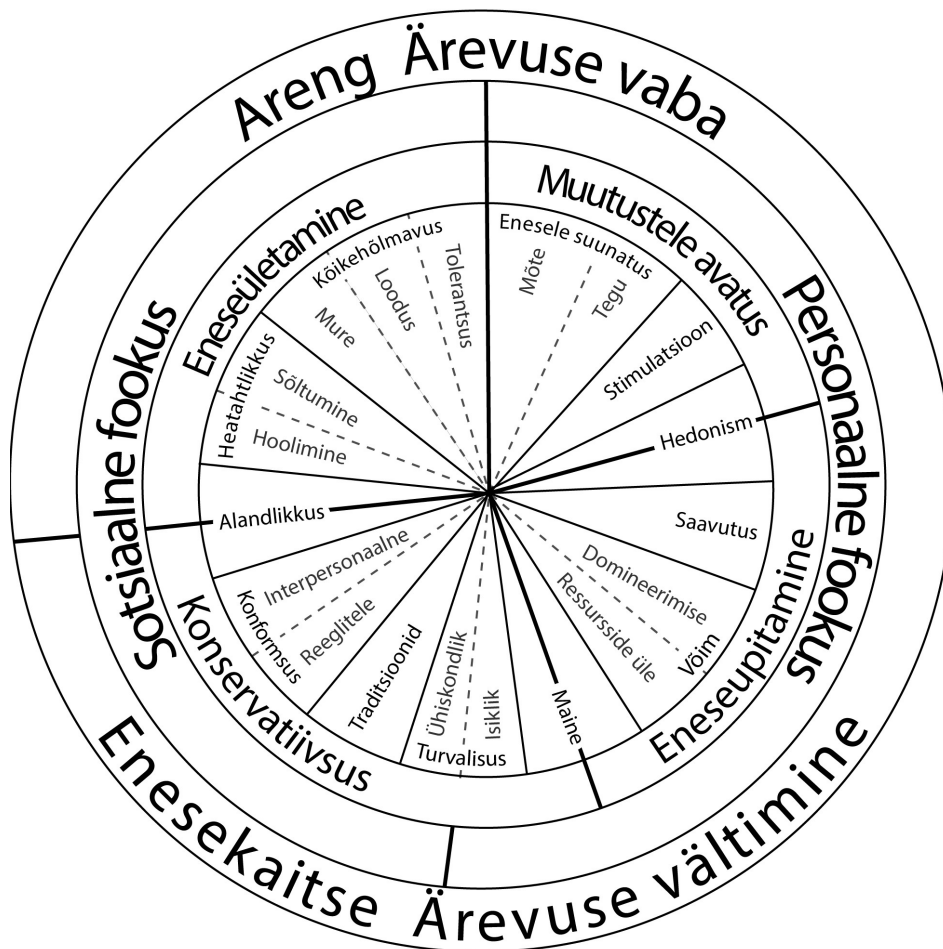 Areng Ärevuse vaba
Personaalne fookus
Sotsiaalne fookus
Enesekaitse Ärevuse vältimine
Eneseületamine
Muutustele avatus
Eneseupitamine
Konservatiivsus
Kõikehõlmavus
Mure
Loodus
Tolerantsus
Enesele suunatus
Mõte
Tegu
Stimulatsioon
Hedonism
Saavutus
Võim
Domineerimise
Ressursside üle
Maine
Turvalisus
Isiklik
Ühiskondlik
Traditsioonid
Konformsus
Reeglitele
Interpersonaalne
Alandlikkus
Heatahtlikkus
Hoolimine
Sõltumine